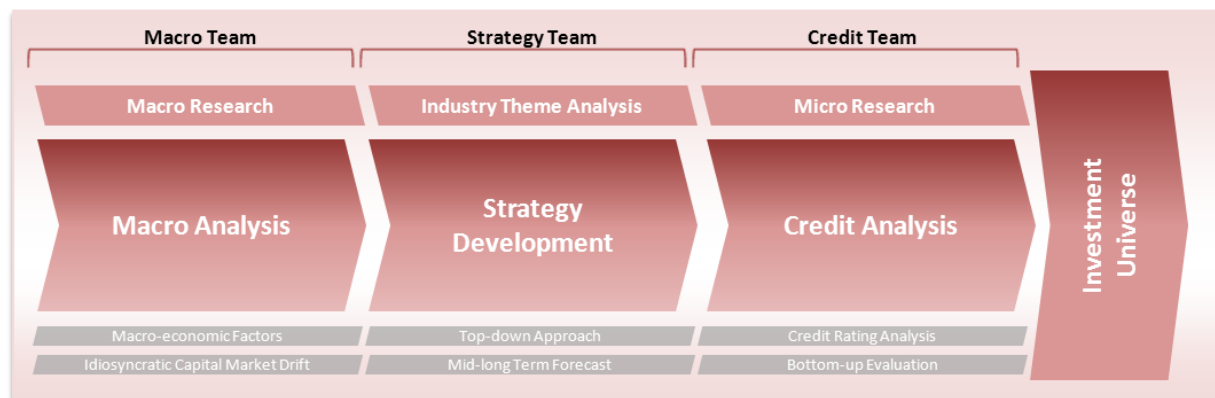 Macro Team
Strategy Team
Credit Team
Macro Research
Industry Theme Analysis
Micro Research
Macro Analysis
Strategy
Development
Credit Analysis
Investment
Universe
Macro-economic Factors
Top-down Approach
Credit Rating Analysis
Idiosyncratic Capital Market Drift
Mid-long Term Forecast
Bottom-up Evaluation